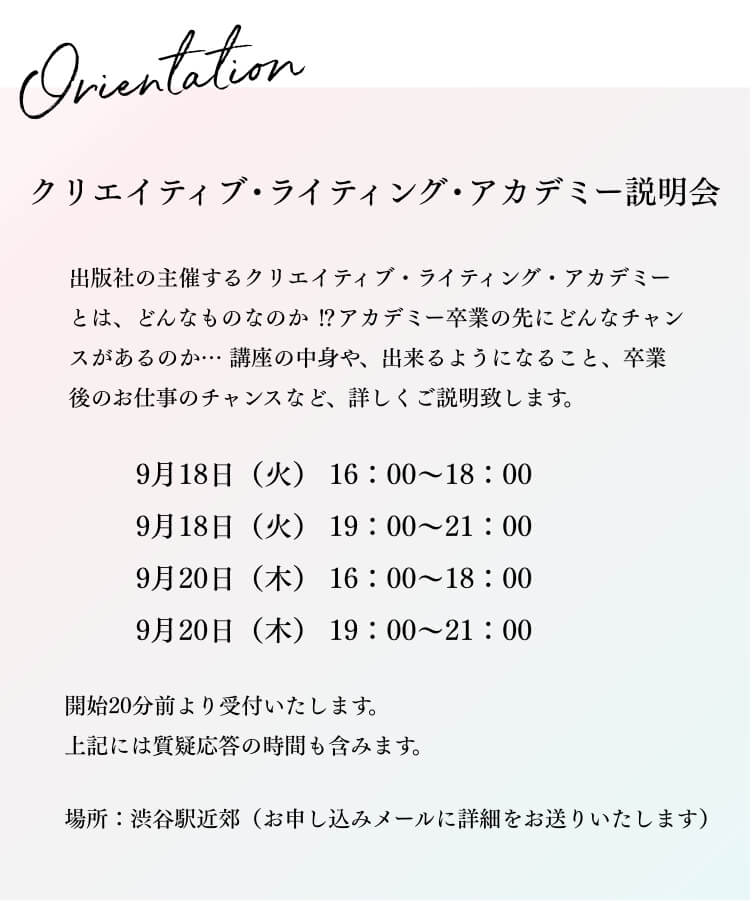 Orientation
クリエイティブ・ライティング・アカデミー説明会
出版社の主催するクリエイティブ・ライティング・アカデミー
とは、どんなものなのか !?アカデミー卒業の先にどんなチャン
スがあるのか… 講座の中身や、出来るようになること、卒業
後のお仕事のチャンスなど、詳しくご説明致します。
9月18日（火） 16：00〜18：00
9月18日（火） 19：00〜21：00
9月20日（木） 16：00〜18：00
9月20日（木） 19：00〜21：00
開始20分前より受付いたします。
上記には質疑応答の時間も含みます。
場所：渋谷駅近郊（お申し込みメールに詳細をお送りいたします）